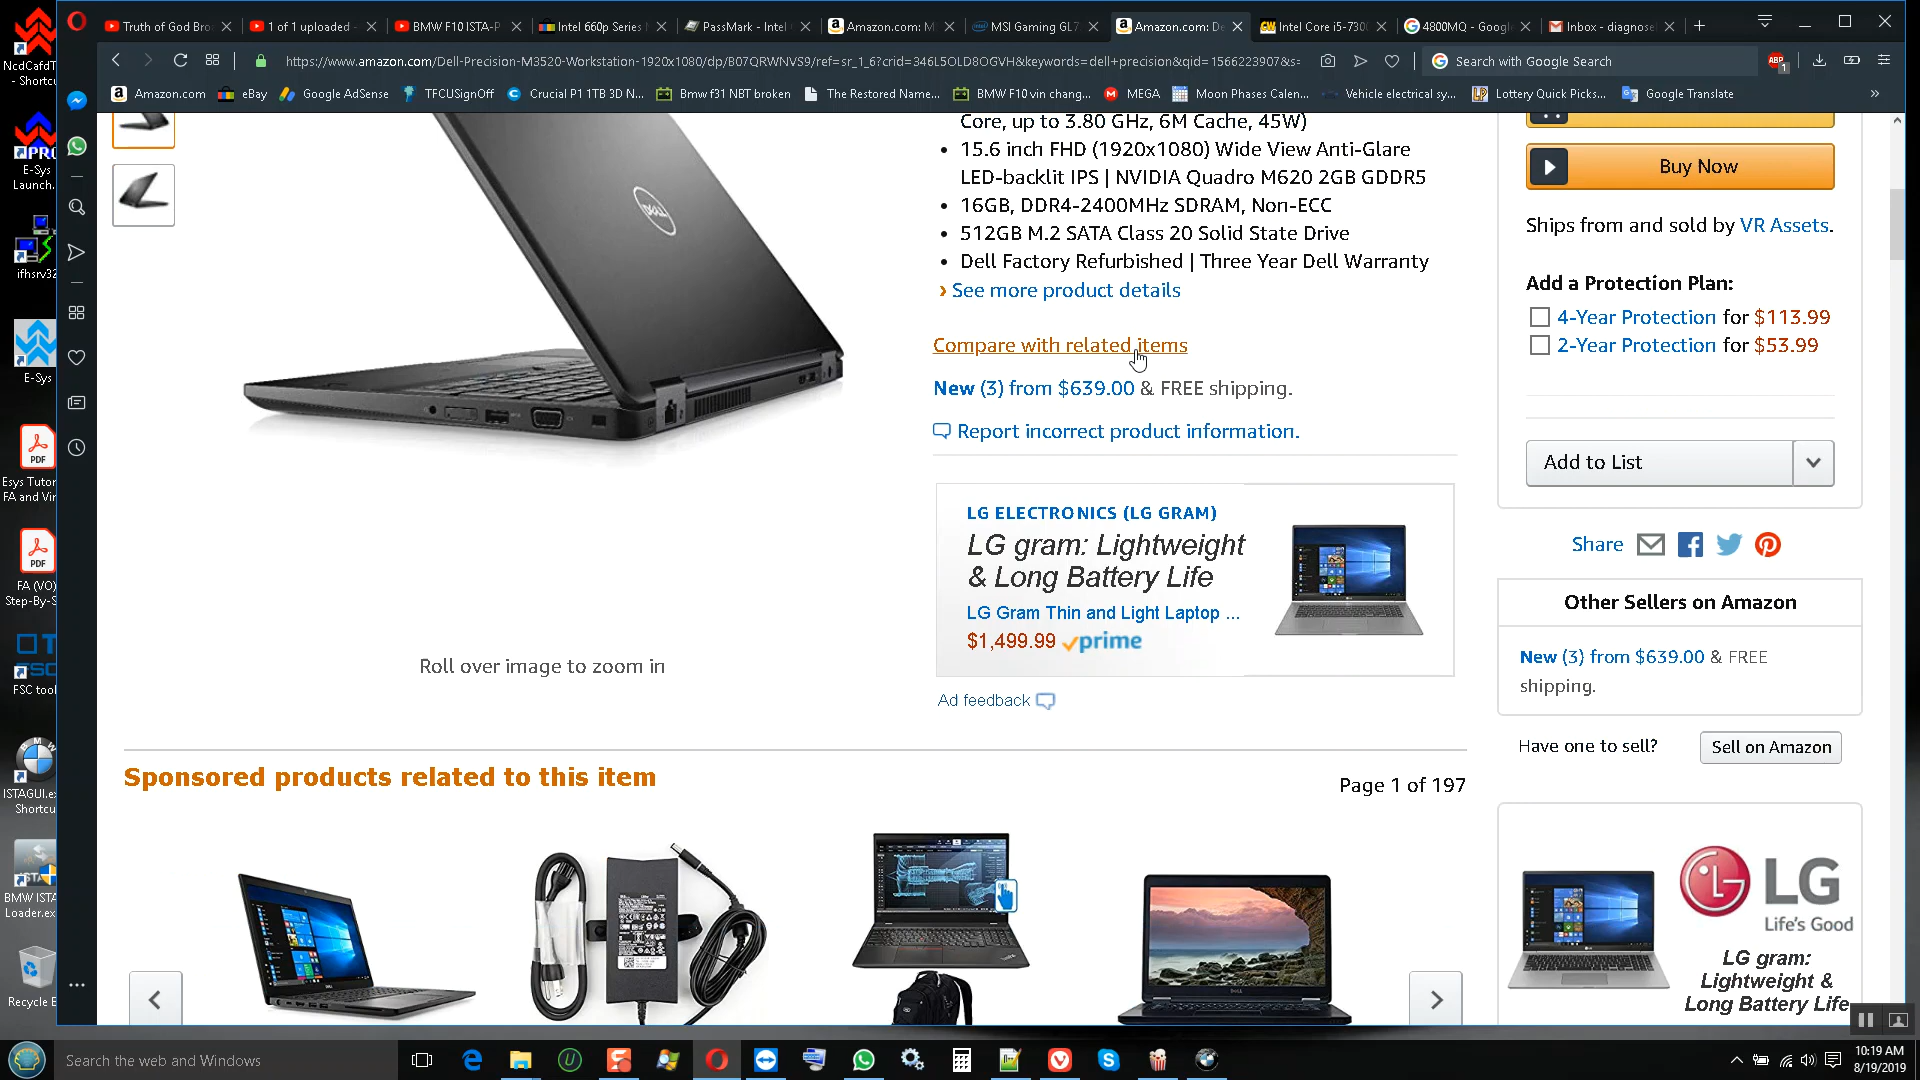 NcdCafdT
- Shortcu
E-Sys
Launch.
ifhsrv32
E-Sys
PDF
Esys Tutor
FA and Vir
PDF
FA (VO)
Step-By-S
FSC tool
ISTAGUI.ex
Shortcu
BMW ISTA
Loader.ex
Recycle B
Truth of God Bro
1 of 1 uploaded -
BMW F10 ISTA-P
Intel 660p Series
PassMark - Intel
Amazon.com: M
MSI Gaming GL7
Amazon.com: De
Intel Core i5-730
4800MQ - Googl
Inbox - diagnosel
https://www.amazon.com/Dell-Precision-M3520-Workstation-1920x1080/dp/B07QRWNVS9/ref=sr_1_6?crid=346L5OLD8OGVH&keywords=dell+precision&qid=1566223907&s=
Search with Google Search
ABP
1
Amazon.com
eBay
Google AdSense
TFCUSignOff
Crucial P1 1TB 3D N...
Bmw f31 NBT broken
The Restored Name...
BMW F10 vin chang...
MEGA
Moon Phases Calen...
Vehicle electrical sy...
Lottery Quick Picks...
Google Translate
Core, up to 3.80 GHz, 6M Cache, 45W)
• 15.6 inch FHD (1920x1080) Wide View Anti-Glare
LED-backlit IPS | NVIDIA Quadro M620 2GB GDDR5
• 16GB, DDR4-2400MHz SDRAM, Non-ECC
• 512GB M.2 SATA Class 20 Solid State Drive
• Dell Factory Refurbished | Three Year Dell Warranty
› See more product details
Compare with related items
New (3) from $639.00 & FREE shipping.
Report incorrect product information.
LG ELECTRONICS (LG GRAM)
LG gram: Lightweight
& Long Battery Life
LG Gram Thin and Light Laptop ...
$1,499.99 prime
Ad feedback
DELL
Roll over image to zoom in
Buy Now
Ships from and sold by VR Assets.
Add a Protection Plan:
4-Year Protection for $113.99
2-Year Protection for $53.99
Add to List
Share
Other Sellers on Amazon
New (3) from $639.00 & FREE
shipping.
Have one to sell?
Sell on Amazon
Sponsored products related to this item
Page 1 of 197
LG
Life's Good
LG gram:
Lightweight &
Long Battery Life
Search the web and Windows
10:19 AM
8/19/2019